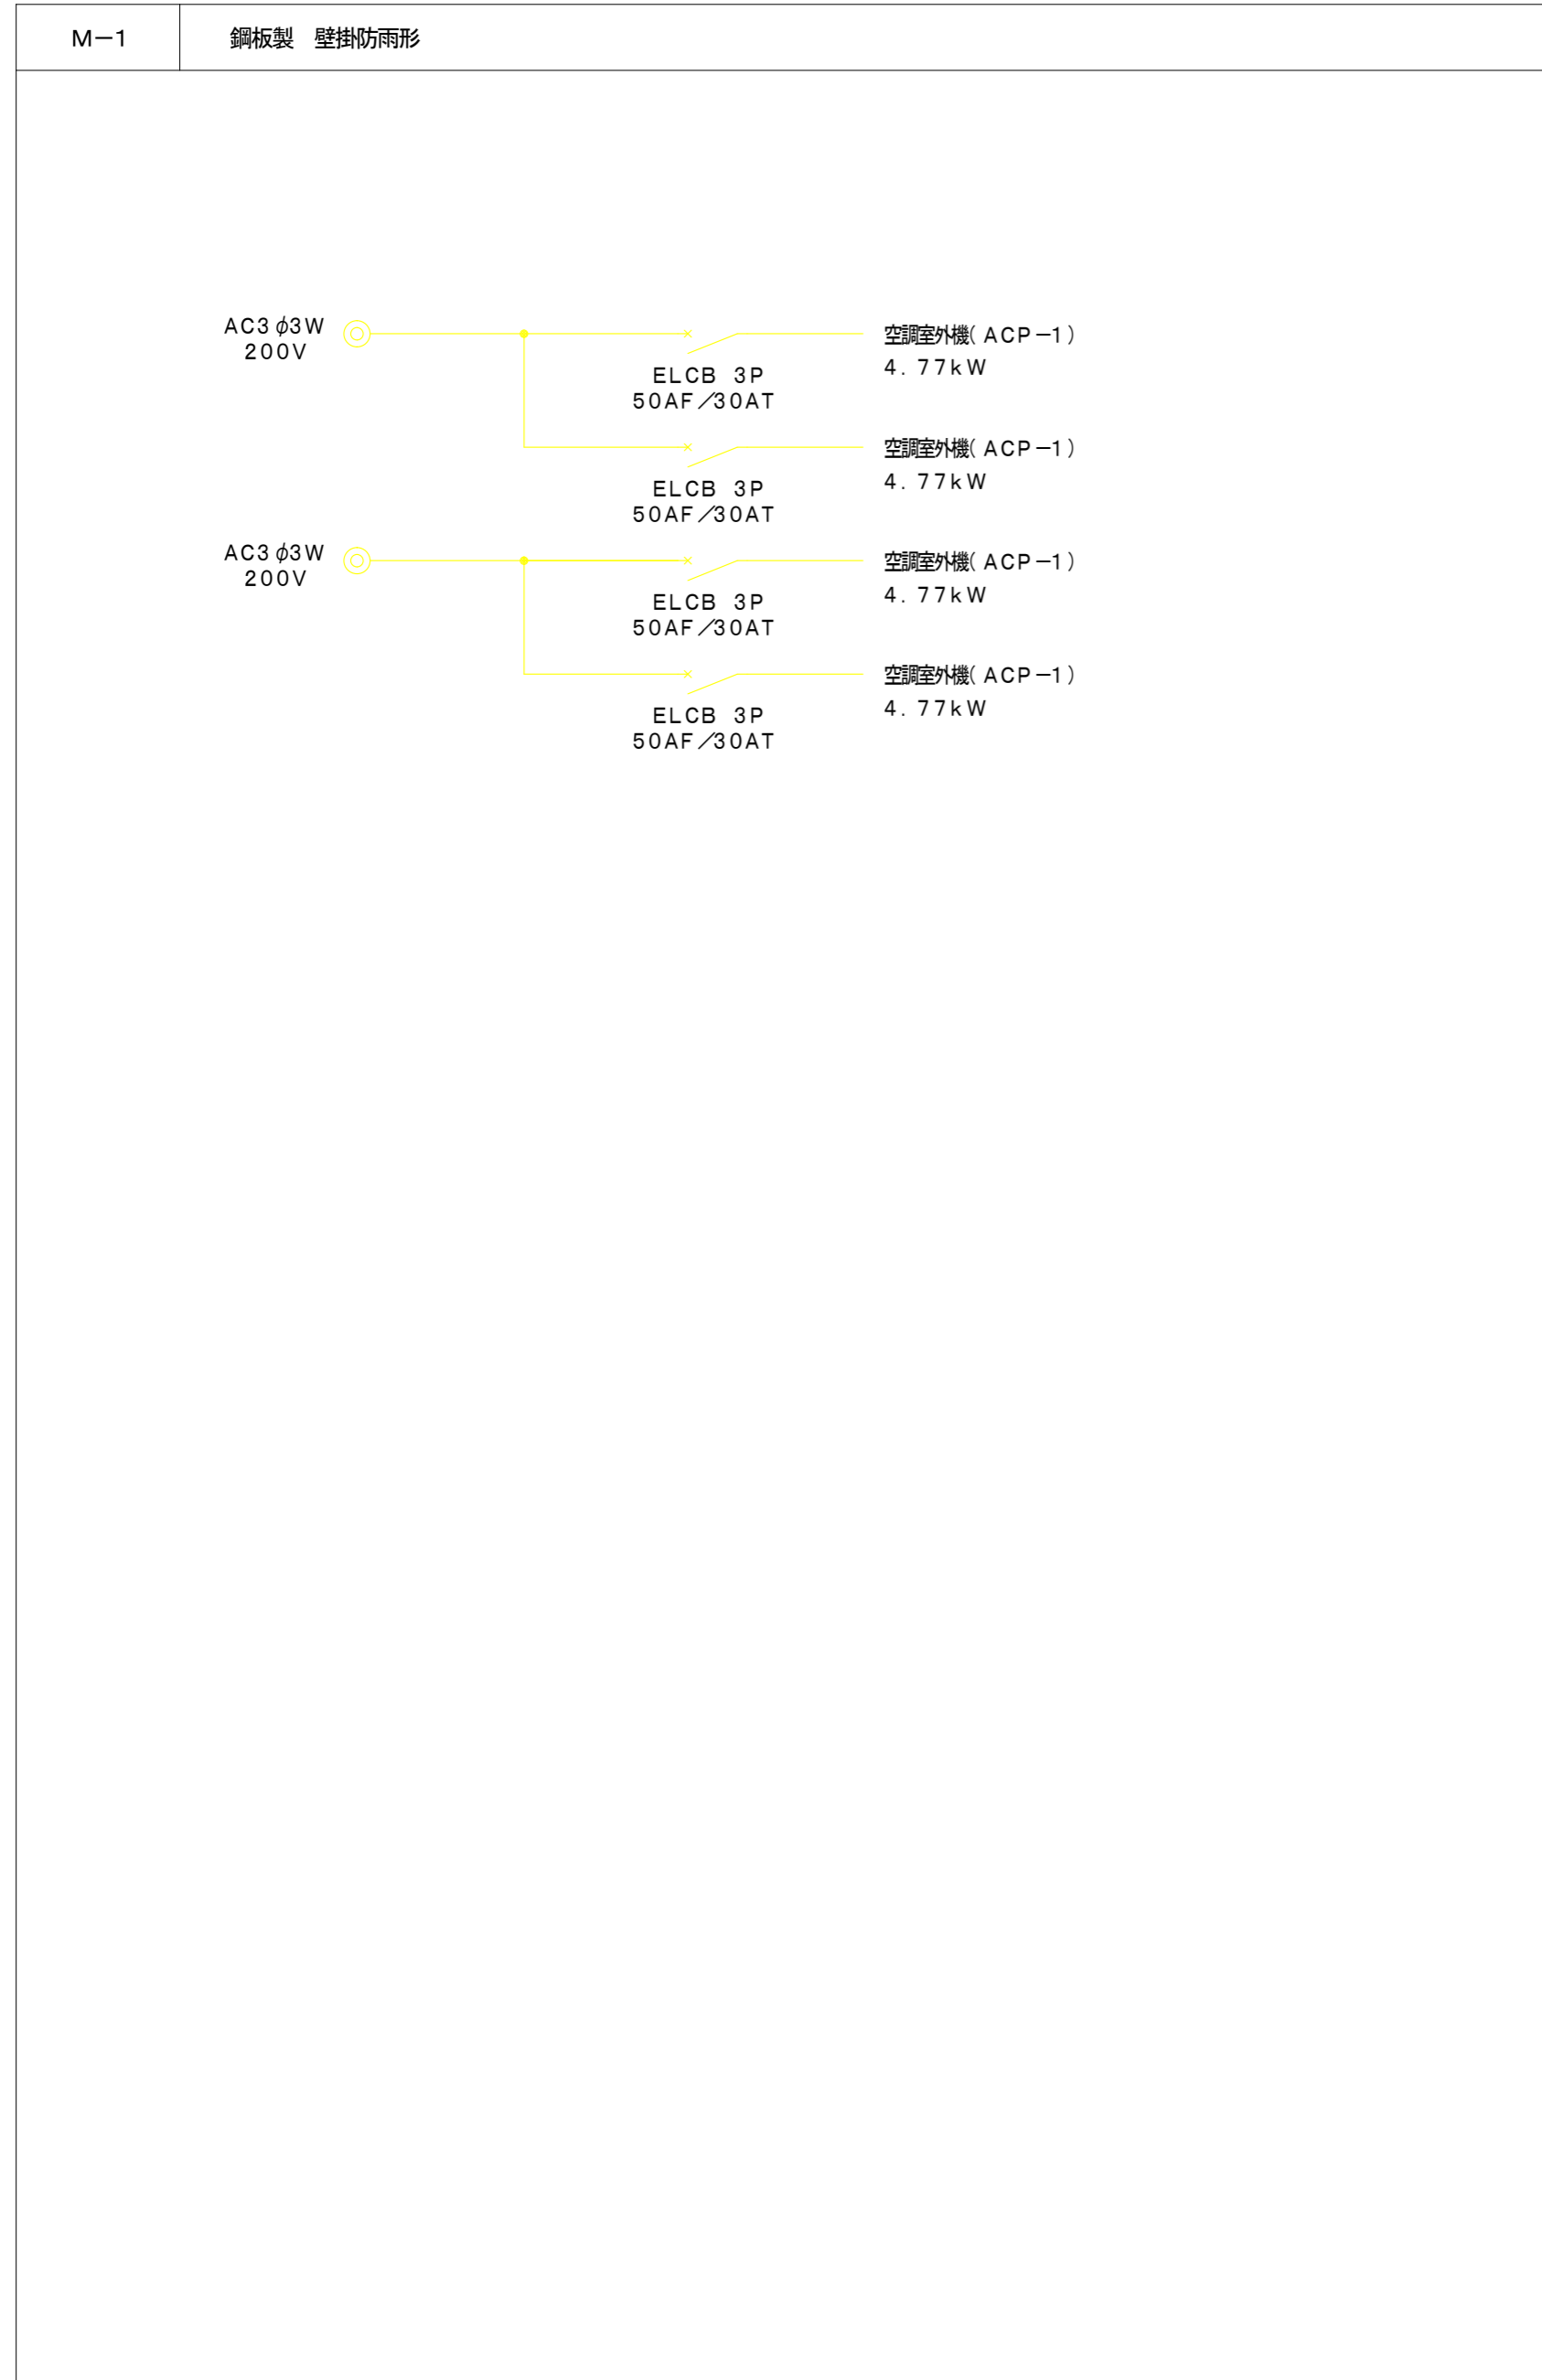 M－1
鋼板製　壁掛防雨形
AC3φ3W
200V
空調室外機(ACP－1)
4.77kW
ELCB 3P
50AF／30AT
空調室外機(ACP－1)
4.77kW
ELCB 3P
50AF／30AT
AC3φ3W
200V
空調室外機(ACP－1)
4.77kW
ELCB 3P
50AF／30AT
空調室外機(ACP－1)
4.77kW
ELCB 3P
50AF／30AT